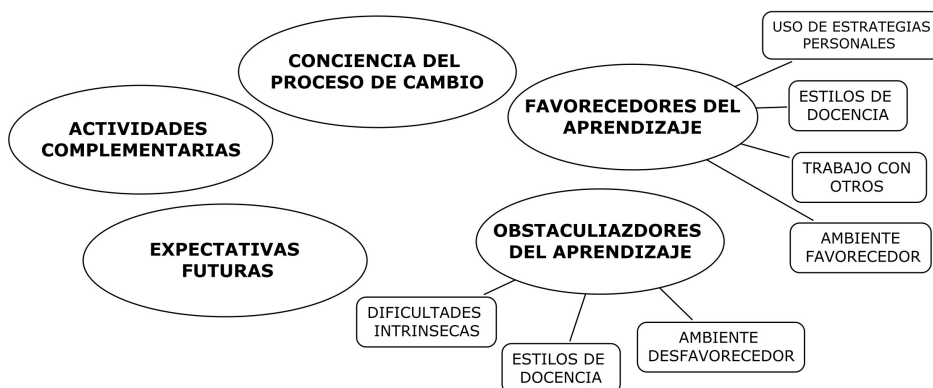 CONCIENCIA DEL
PROCESO DE CAMBIO
USO DE ESTRATEGIAS
PERSONALES
FAVORECEDORES DEL
APRENDIZAJE
ESTILOS DE
DOCENCIA
ACTIVIDADES
COMPLEMENTARIAS
TRABAJO CON
OTROS
AMBIENTE
FAVORECEDOR
EXPECTATIVAS
FUTURAS
OBSTACULIAZDORES
DEL APRENDIZAJE
DIFICULTADES
INTRINSECAS
ESTILOS DE
DOCENCIA
AMBIENTE
DESFAVORECEDOR